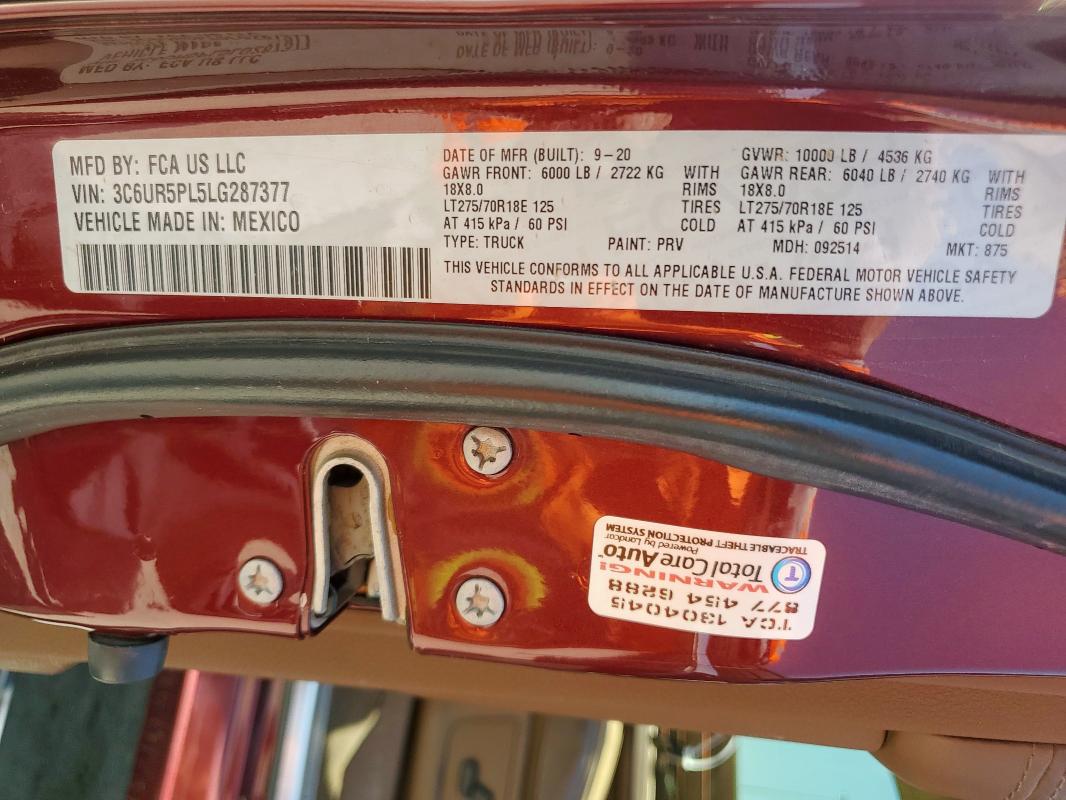 MFD BY: FCA US LLC
VIN: 3C6UR5PL5LG287377
VEHICLE MADE IN: MEXICO
DATE OF MFR (BUILT): 9-20
GVWR: 10000 LB / 4536 KG
GAWR FRONT: 6000 LB / 2722 KG WITH
18X8.0 RIMS
LT275/70R18E 125 TIRES
AT 415 kPa / 60 PSI COLD
GAWR REAR: 6040 LB / 2740 KG WITH
18X8.0 RIMS
LT275/70R18E 125 TIRES
AT 415 kPa / 60 PSI COLD
TYPE: TRUCK PAINT: PRV MDH: 092514 MKT: 875
THIS VEHICLE CONFORMS TO ALL APPLICABLE U.S.A. FEDERAL MOTOR VEHICLE SAFETY
STANDARDS IN EFFECT ON THE DATE OF MANUFACTURE SHOWN ABOVE.
TCA 1304045
877 454 6288
WARNING!
T Total Care Auto™
Powered by Landcar
TRACEABLE THEFT PROTECTION SYSTEM